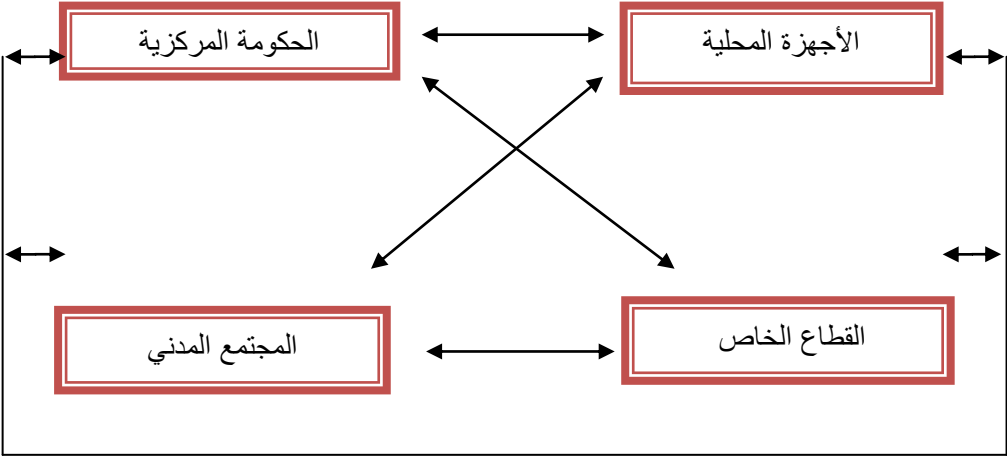 الأجهزة المحلية
الحكومة المركزية
القطاع الخاص
المجتمع المدني